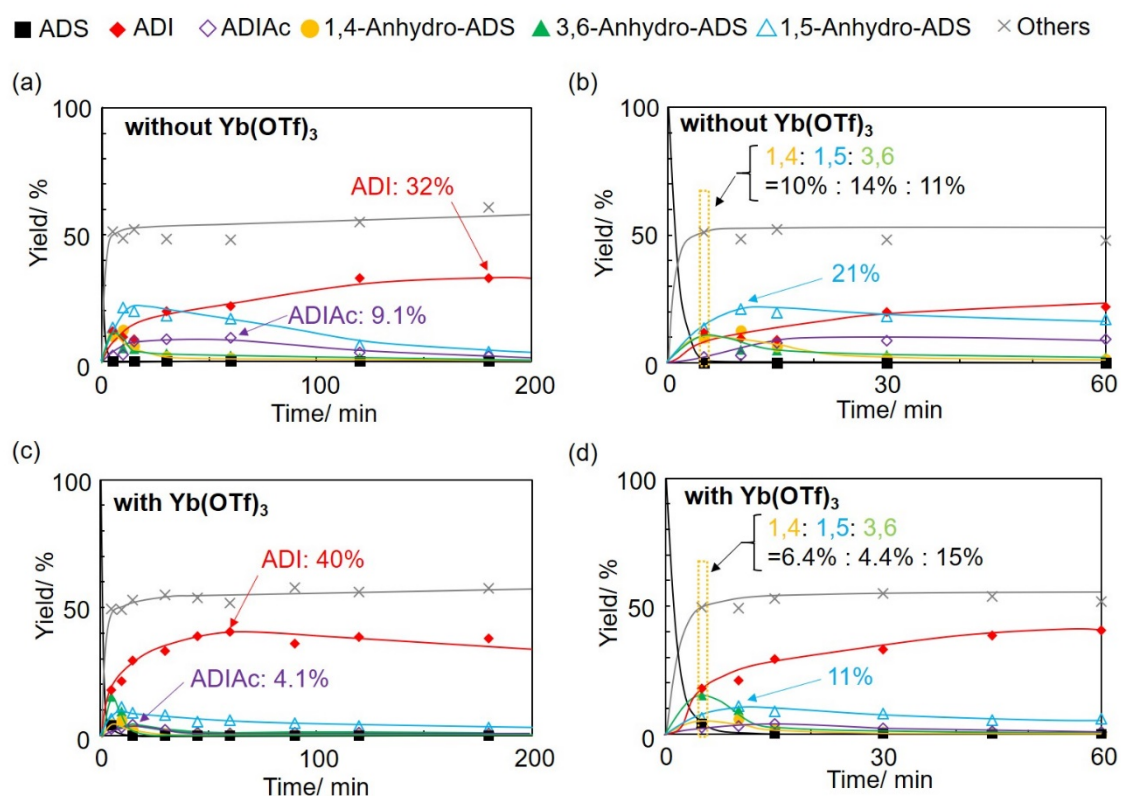 ADS ADI ADIAc 1,4-Anhydro-ADS 3,6-Anhydro-ADS 1,5-Anhydro-ADS Others
(a)
100
without Yb(OTf)3
ADI: 32%
50
ADIAc: 9.1%
Yield/ %
0
0 100 200
Time/ min
(b)
100
without Yb(OTf)3
1,4: 1,5: 3,6
=10% : 14% : 11%
50
21%
Yield/ %
0
0 30 60
Time/ min
(c)
100
with Yb(OTf)3
ADI: 40%
50
ADIAc: 4.1%
Yield/ %
0
0 100 200
Time/ min
(d)
100
with Yb(OTf)3
1,4: 1,5: 3,6
=6.4% : 4.4% : 15%
50
11%
Yield/ %
0
0 30 60
Time/ min